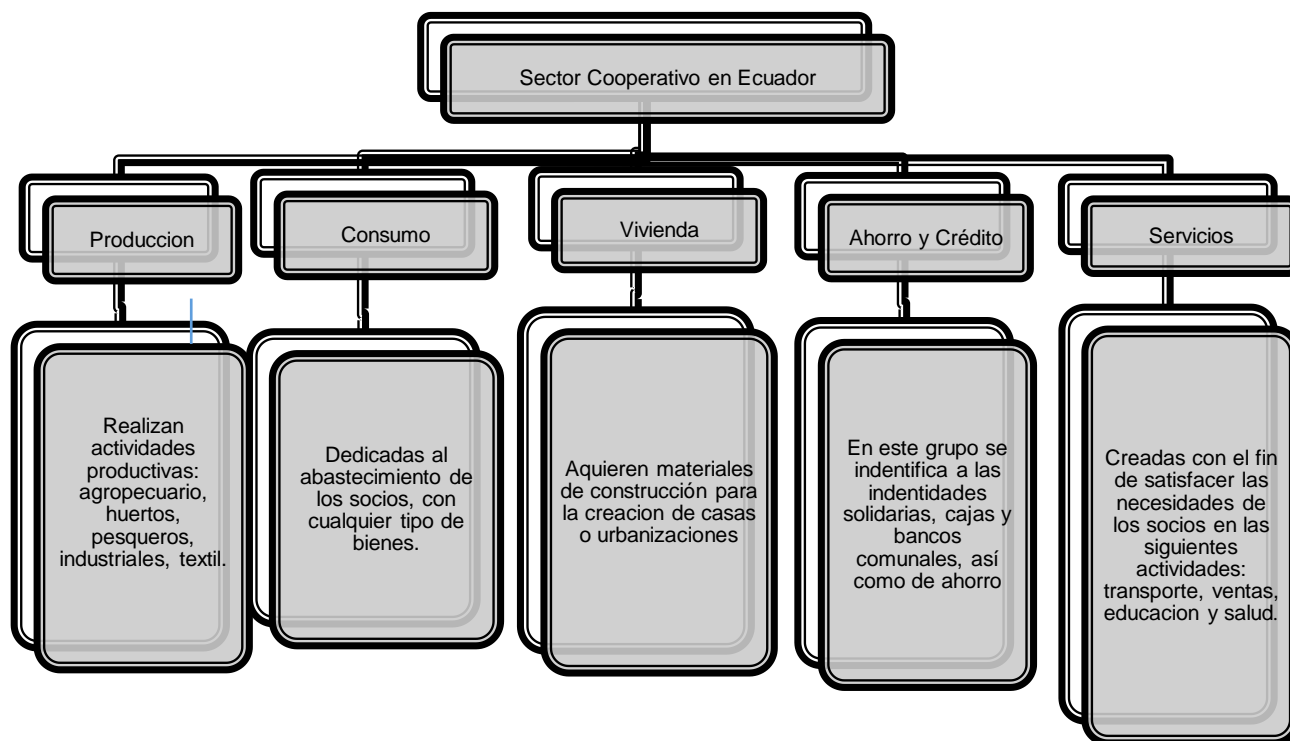 Sector Cooperativo en Ecuador
Produccion
Consumo
Vivienda
Ahorro y Crédito
Servicios
Realizan
actividades
productivas:
agropecuario,
huertos,
pesqueros,
industriales, textil.
Dedicadas al
abastecimiento de
los socios, con
cualquier tipo de
bienes.
Aquieren materiales
de construcción para
la creacion de casas
o urbanizaciones
En este grupo se
indentifica a las
indentidades
solidarias, cajas y
bancos
comunales, así
como de ahorro
Creadas con el fin
de satisfacer las
necesidades de
los socios en las
siguientes
actividades:
transporte, ventas,
educacion y salud.